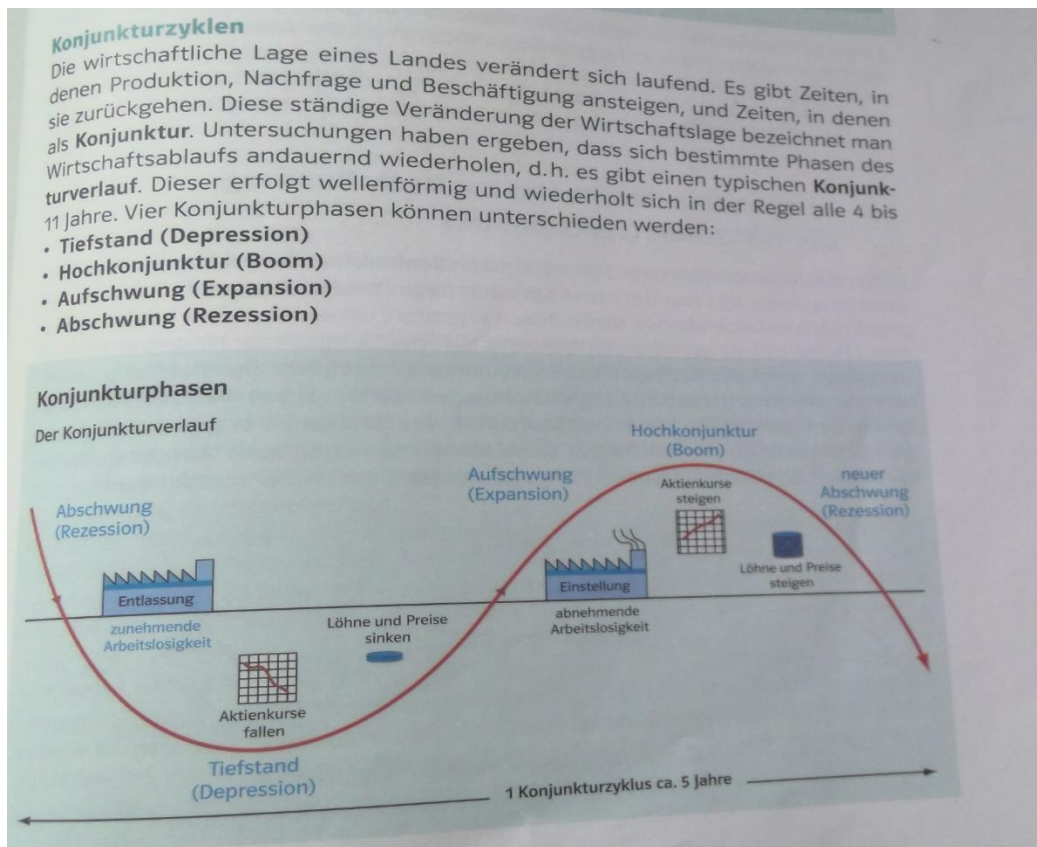 Konjunkturzyklen
Die wirtschaftliche Lage eines Landes verändert sich laufend. Es gibt Zeiten, in
denen Produktion, Nachfrage und Beschäftigung ansteigen, und Zeiten, in denen
sie zurückgehen. Diese ständige Veränderung der Wirtschaftslage bezeichnet man
als Konjunktur. Untersuchungen haben ergeben, dass sich bestimmte Phasen des
Wirtschaftsablaufs andauernd wiederholen, d. h. es gibt einen typischen Konjunk-
turverlauf. Dieser erfolgt wellenförmig und wiederholt sich in der Regel alle 4 bis
11 Jahre. Vier Konjunkturphasen können unterschieden werden:
• Tiefstand (Depression)
• Hochkonjunktur (Boom)
• Aufschwung (Expansion)
• Abschwung (Rezession)
Konjunkturphasen
Der Konjunkturverlauf
Abschwung
(Rezession)
Entlassung
zunehmende
Arbeitslosigkeit
Aktienkurse
fallen
Tiefstand
(Depression)
Löhne und Preise
sinken
Aufschwung
(Expansion)
Einstellung
abnehmende
Arbeitslosigkeit
Hochkonjunktur
(Boom)
Aktienkurse
steigen
Löhne und Preise
steigen
neuer
Abschwung
(Rezession)
1 Konjunkturzyklus ca. 5 Jahre